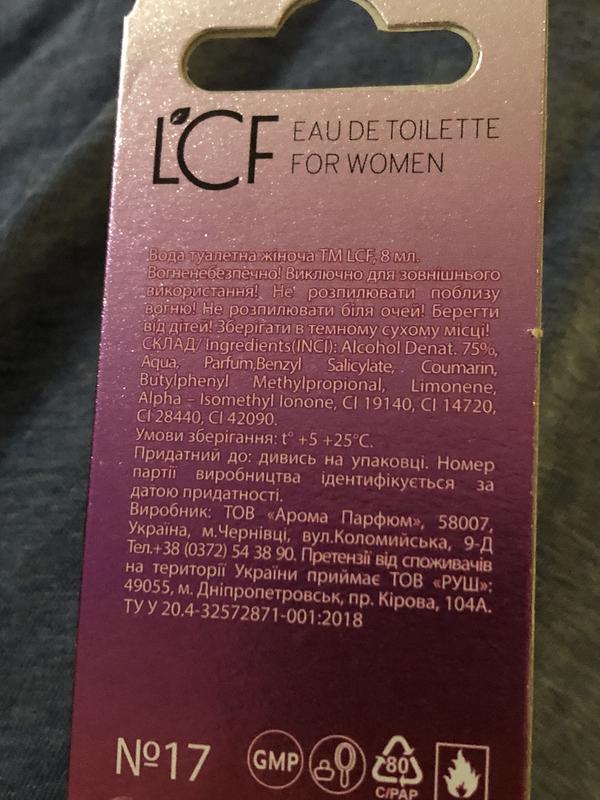 L'CF EAU DE TOILETTE
FOR WOMEN
Вода туалетна жіноча ТМ LCF, 8 мл.
Вогненебезпечно! Виключно для зовнішнього
використання! Не розпилювати поблизу
вогню! Не розпилювати біля очей! Берегти
від дітей! Зберігати в темному сухому місці!
СКЛАД/ Ingredients(INCI): Alcohol Denat. 75%,
Aqua, Parfum,Benzyl Salicylate, Coumarin,
Butylphenyl Methylpropional, Limonene,
Alpha – Isomethyl Ionone, CI 19140, CI 14720,
CI 28440, CI 42090.
Умови зберігання: t° +5 +25°C.
Придатний до: дивись на упаковці. Номер
партії виробництва ідентифікується за
датою придатності.
Виробник: ТОВ «Арома Парфюм», 58007,
Україна, м.Чернівці, вул.Коломийська, 9-Д
Тел.+38 (0372) 54 38 90. Претензії від споживачів
на території України приймає ТОВ «РУШ»:
49055, м. Дніпропетровськ, пр. Кірова, 104А.
ТУ У 20.4-32572871-001:2018
№17 GMP 80
C/PAP